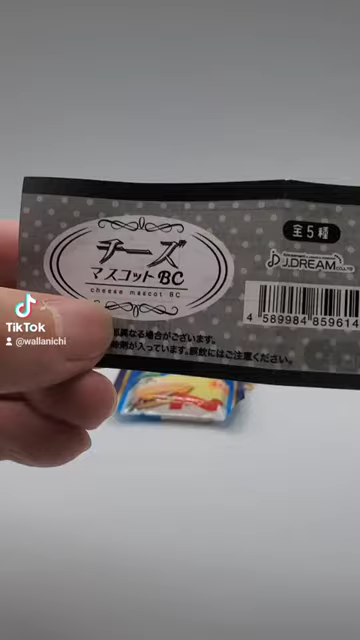 全5種
チーズ
マスコットBC
cheese mascot BC
J.DREAM
4 589984 859614
部異なる場合がございます。
剤が入っています。誤飲にはご注意ください。
TikTok
@wallanichi